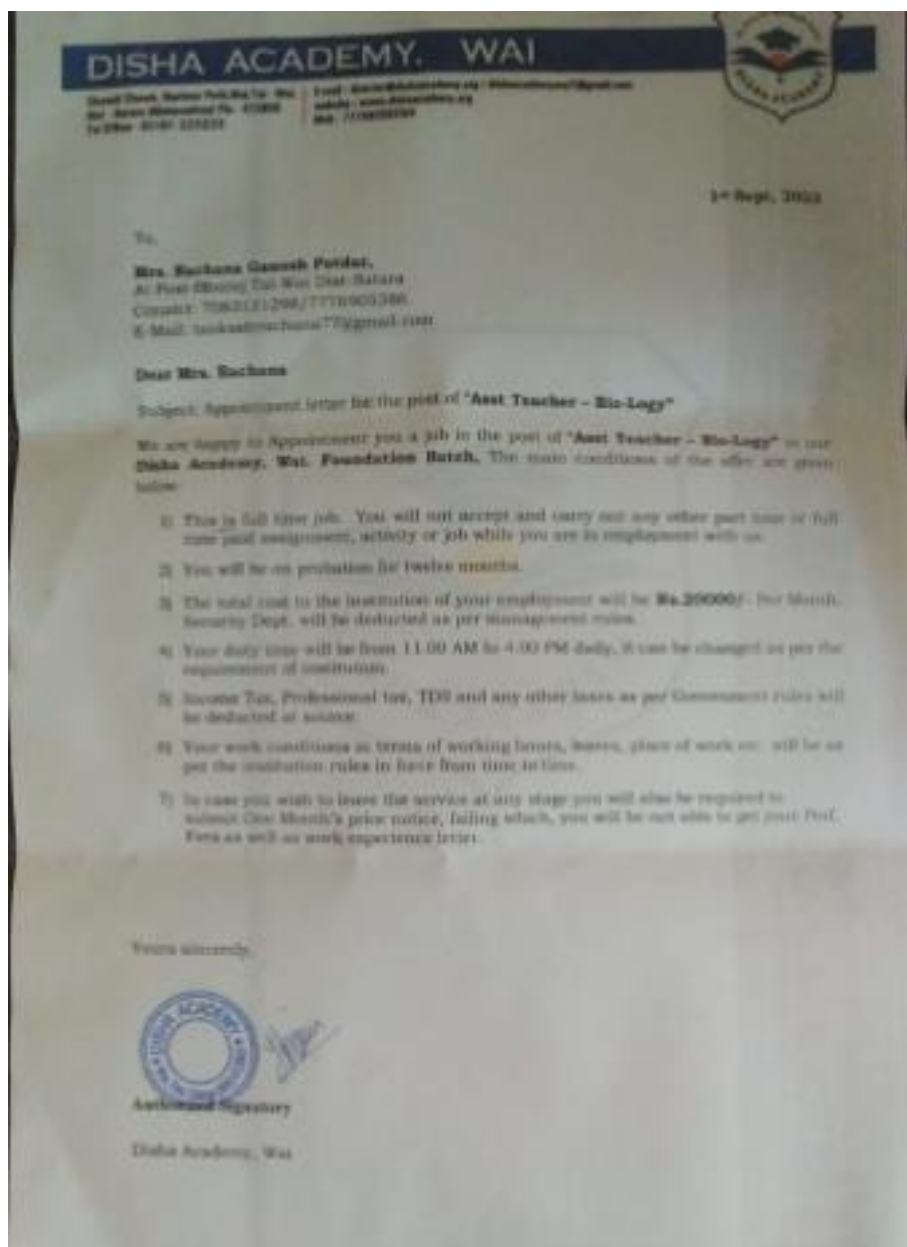 DISHA ACADEMY, WAI
DISHA ACADEMY
1st Sept, 2022
To,
Mrs. Rachana Ganesh Potdar,
At Post Tal Wai Dist Satara
Contact:
E-Mail:
Dear Mrs. Rachana
Subject: Appointment letter for the post of "Asst Teacher – Bio-Logy"
We are happy to Appointment you a job in the post of "Asst Teacher – Bio-Logy" in our
Disha Academy, Wai. Foundation Batch. The main conditions of the offer are given
below
1) This is full time job. You will not accept and carry out any other part time or full
time paid assignment, activity or job while you are in employment with us.
2) You will be on probation for twelve months.
3) The total cost to the institution of your employment will be Rs.20000/- Per Month.
Security Dept. will be deducted as per management rules.
4) Your duty time will be from 11.00 AM to 4.00 PM daily, it can be changed as per the
requirement of institution.
5) Income Tax, Professional tax, TDS and any other taxes as per Government rules will
be deducted at source.
6) Your work conditions in terms of working hours, leaves, place of work etc. will be as
per the institution rules in force from time to time.
7) In case you wish to leave the service at any stage you will also be required to
submit One Month's prior notice, failing which, you will be not able to get your Prof.
Fees as well as work experience letter.
Yours sincerely,
DISHA ACADEMY
Authorized Signatory
Disha Academy, Wai